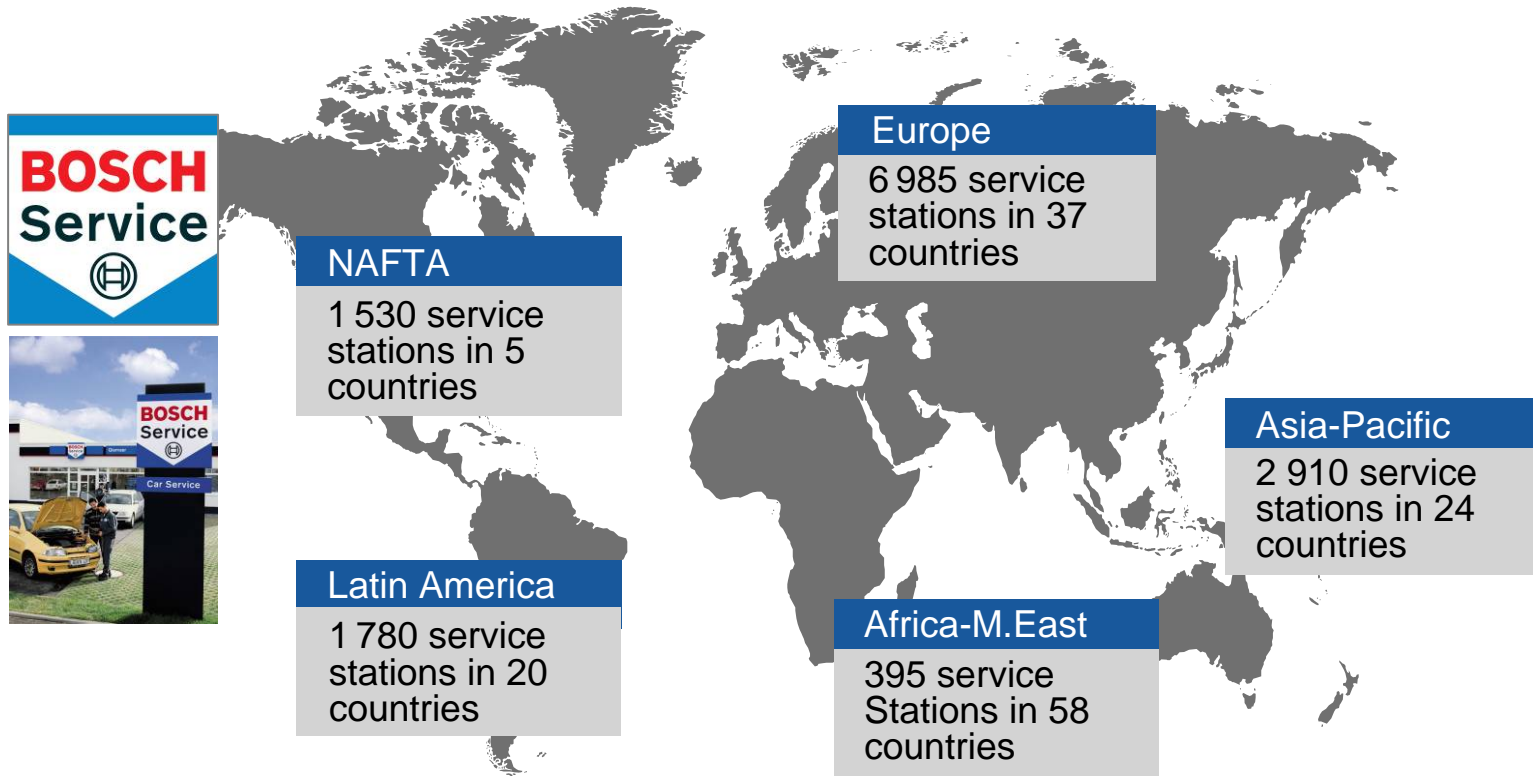 BOSCH
Service
BOSCH
Service
Car Service
NAFTA
1 530 service
stations in 5
countries
Latin America
1 780 service
stations in 20
countries
Europe
6 985 service
stations in 37
countries
Africa-M.East
395 service
Stations in 58
countries
Asia-Pacific
2 910 service
stations in 24
countries